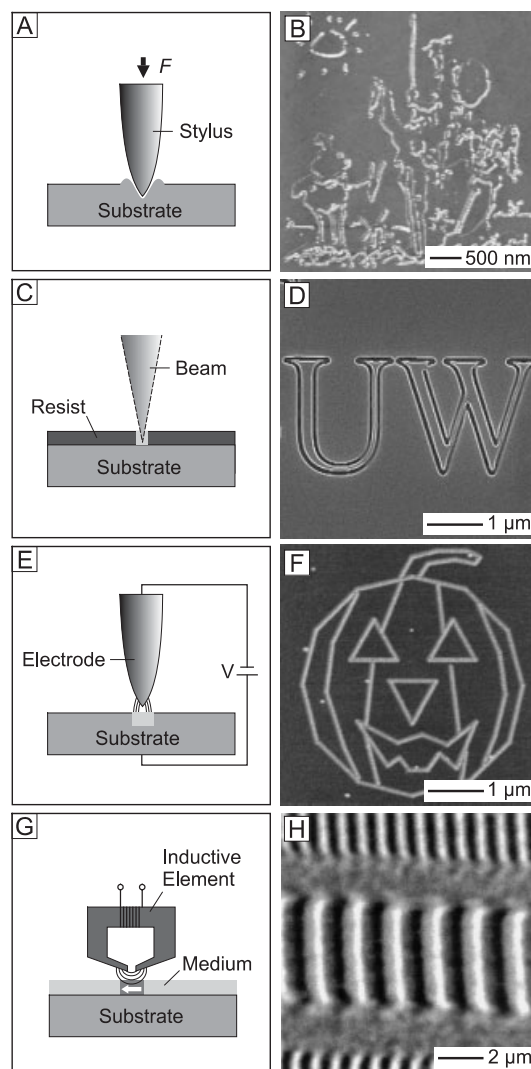 A
F
Stylus
Substrate
B
500 nm
C
Beam
Resist
Substrate
D
UW
1 µm
E
Electrode
V
Substrate
F
1 µm
G
Inductive
Element
Medium
Substrate
H
2 µm